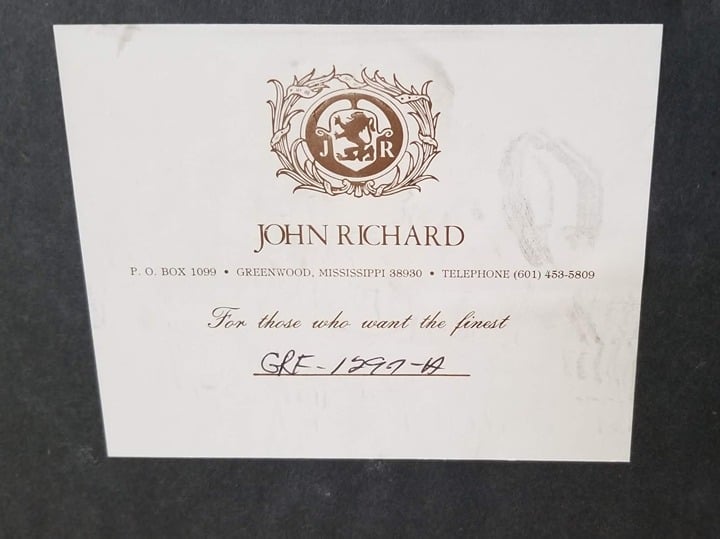 J R
JOHN RICHARD
P. O. BOX 1099 • GREENWOOD, MISSISSIPPI 38930 • TELEPHONE (601) 453-5809
For those who want the finest
GRF-1297-A